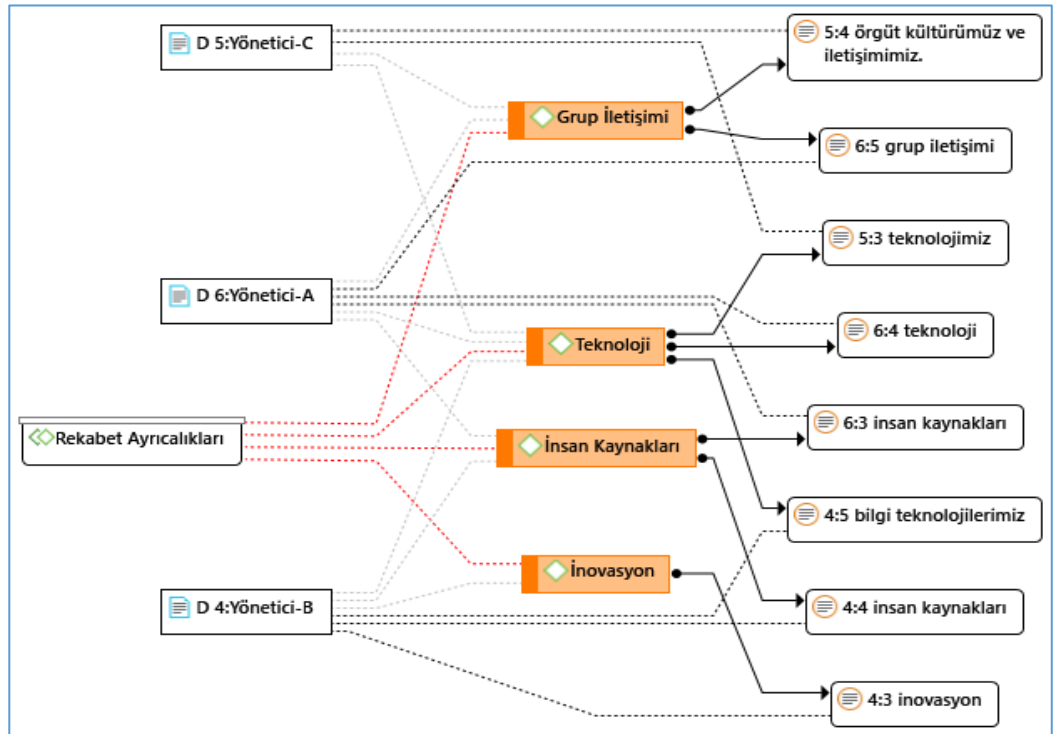 D 5:Yönetici-C
5:4 örgüt kültürümüz ve
iletişimimiz.
Grup İletişimi
6:5 grup iletişimi
5:3 teknolojimiz
D 6:Yönetici-A
6:4 teknoloji
Teknoloji
Rekabet Ayrıcalıkları
6:3 insan kaynakları
İnsan Kaynakları
4:5 bilgi teknolojilerimiz
İnovasyon
D 4:Yönetici-B
4:4 insan kaynakları
4:3 inovasyon